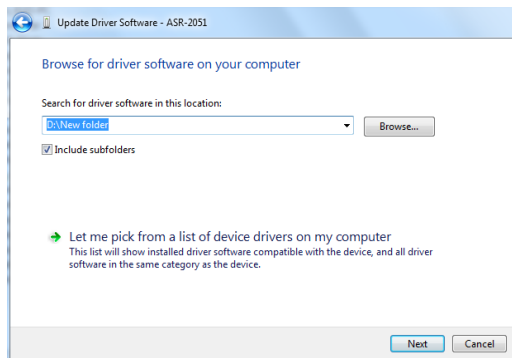 Update Driver Software - ASR-2051
Browse for driver software on your computer
Search for driver software in this location:
D:\New folder
Browse...
Include subfolders
Let me pick from a list of device drivers on my computer
This list will show installed driver software compatible with the device, and all driver
software in the same category as the device.
Next Cancel